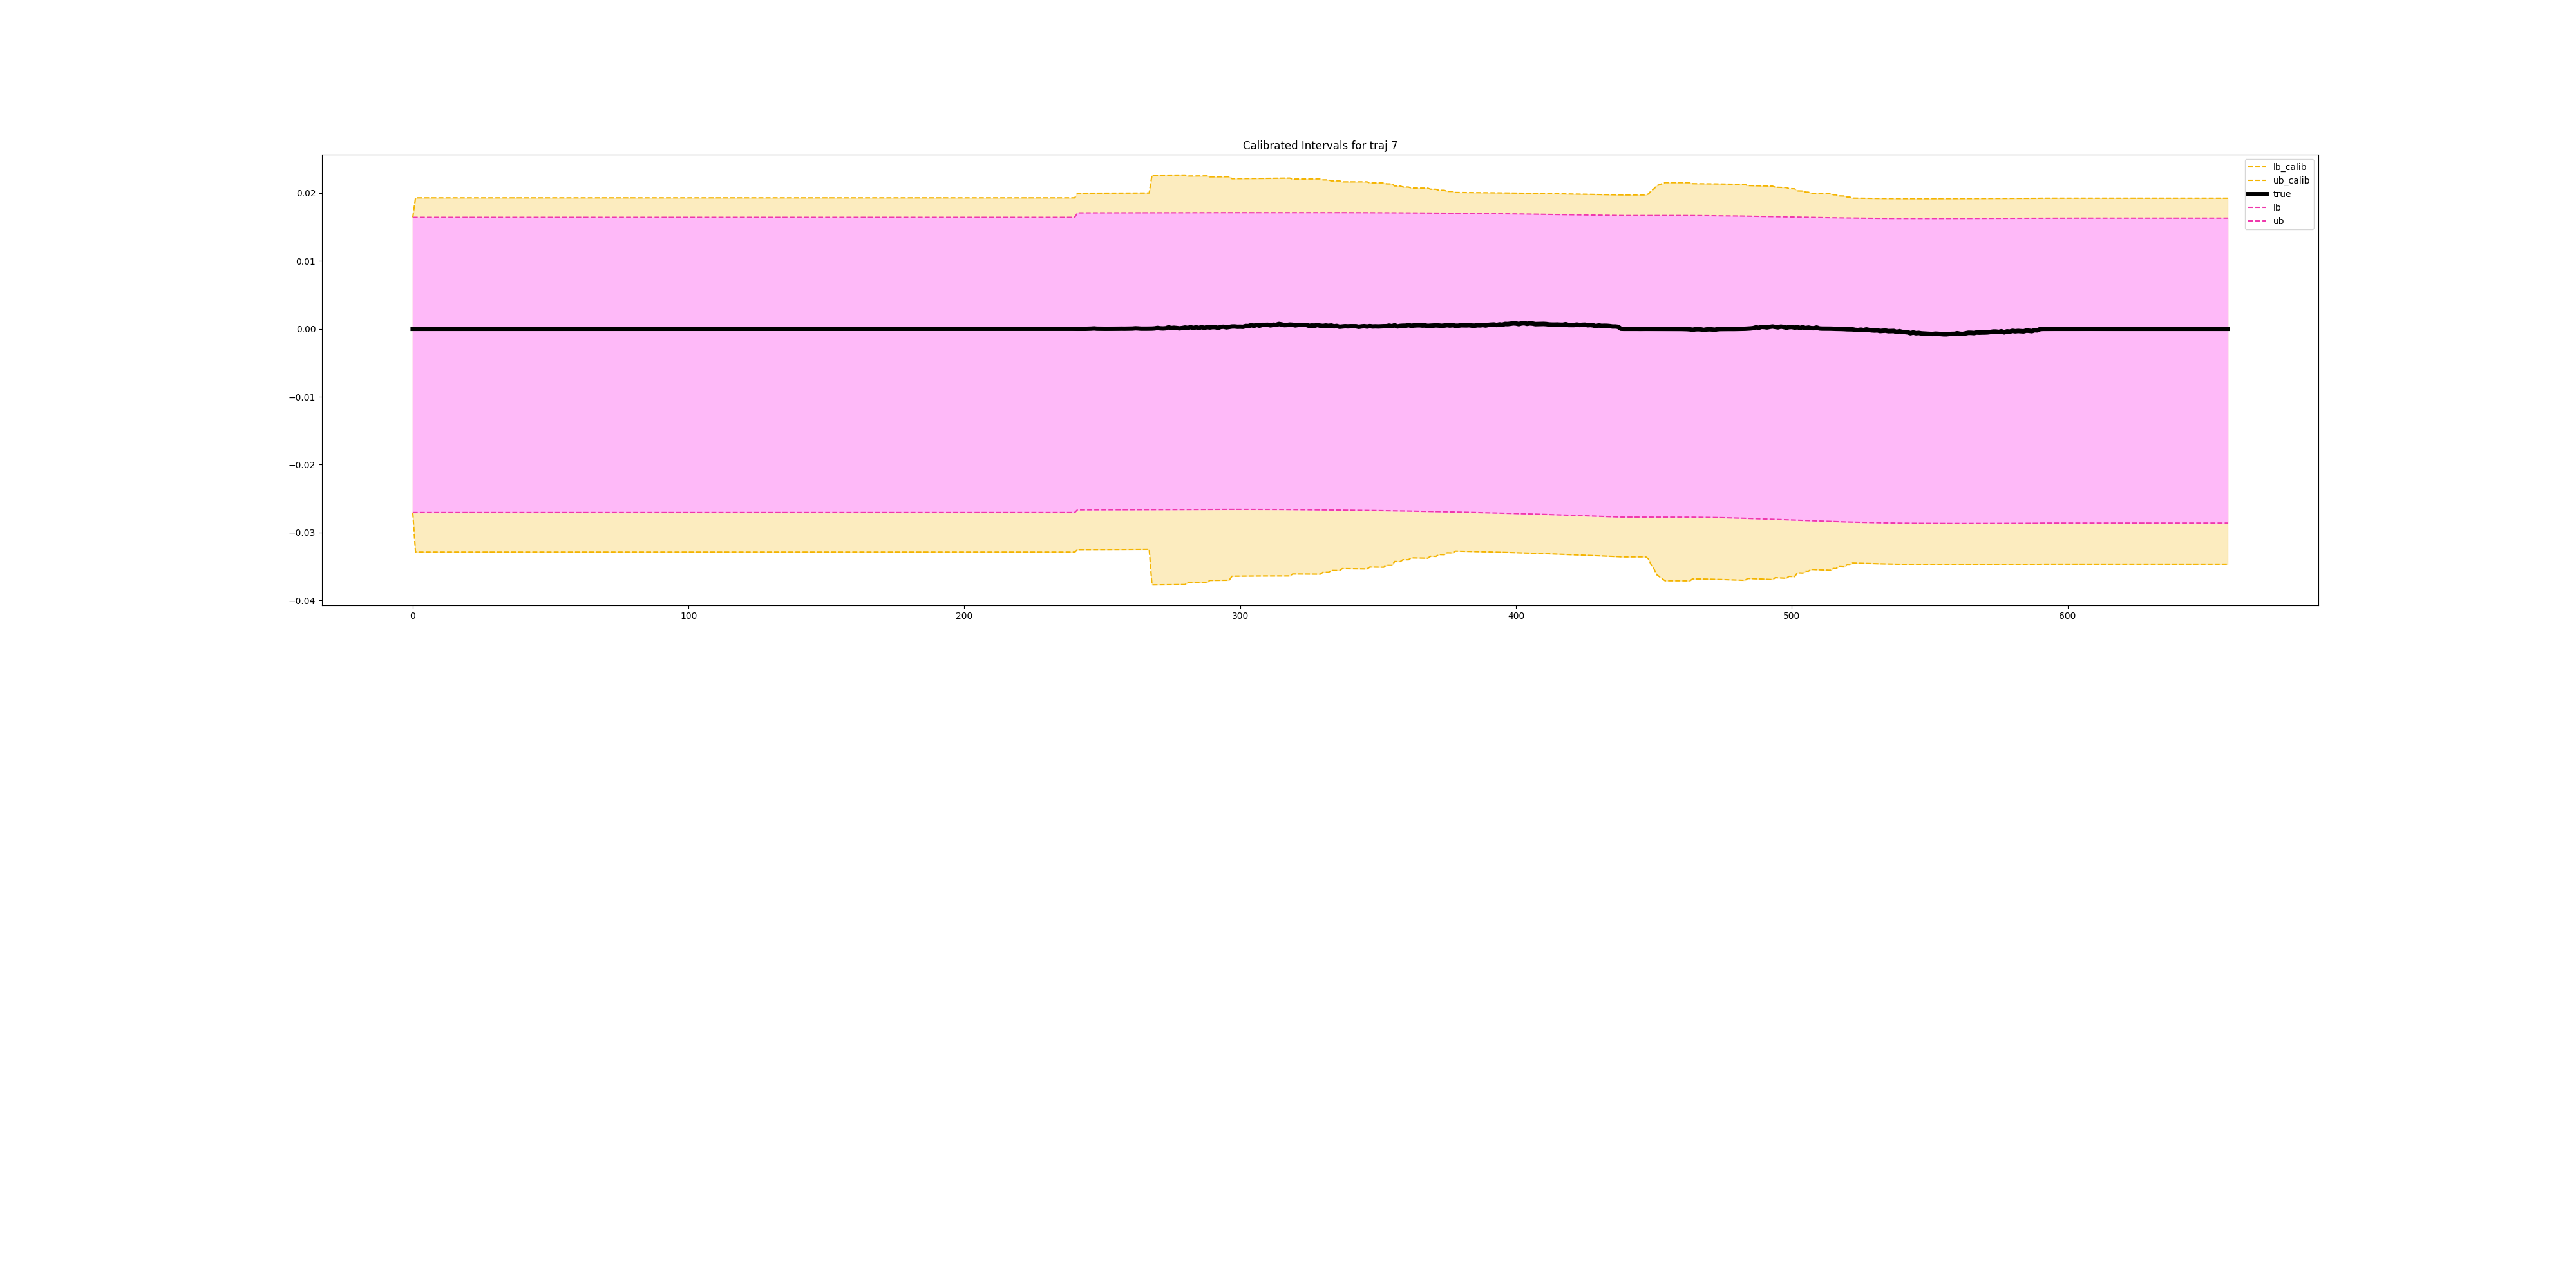 Calibrated Intervals for traj 7
lb_calib
ub_calib
true
lb
ub
0.02
0.01
0.00
−0.01
−0.02
−0.03
−0.04
0 100 200 300 400 500 600